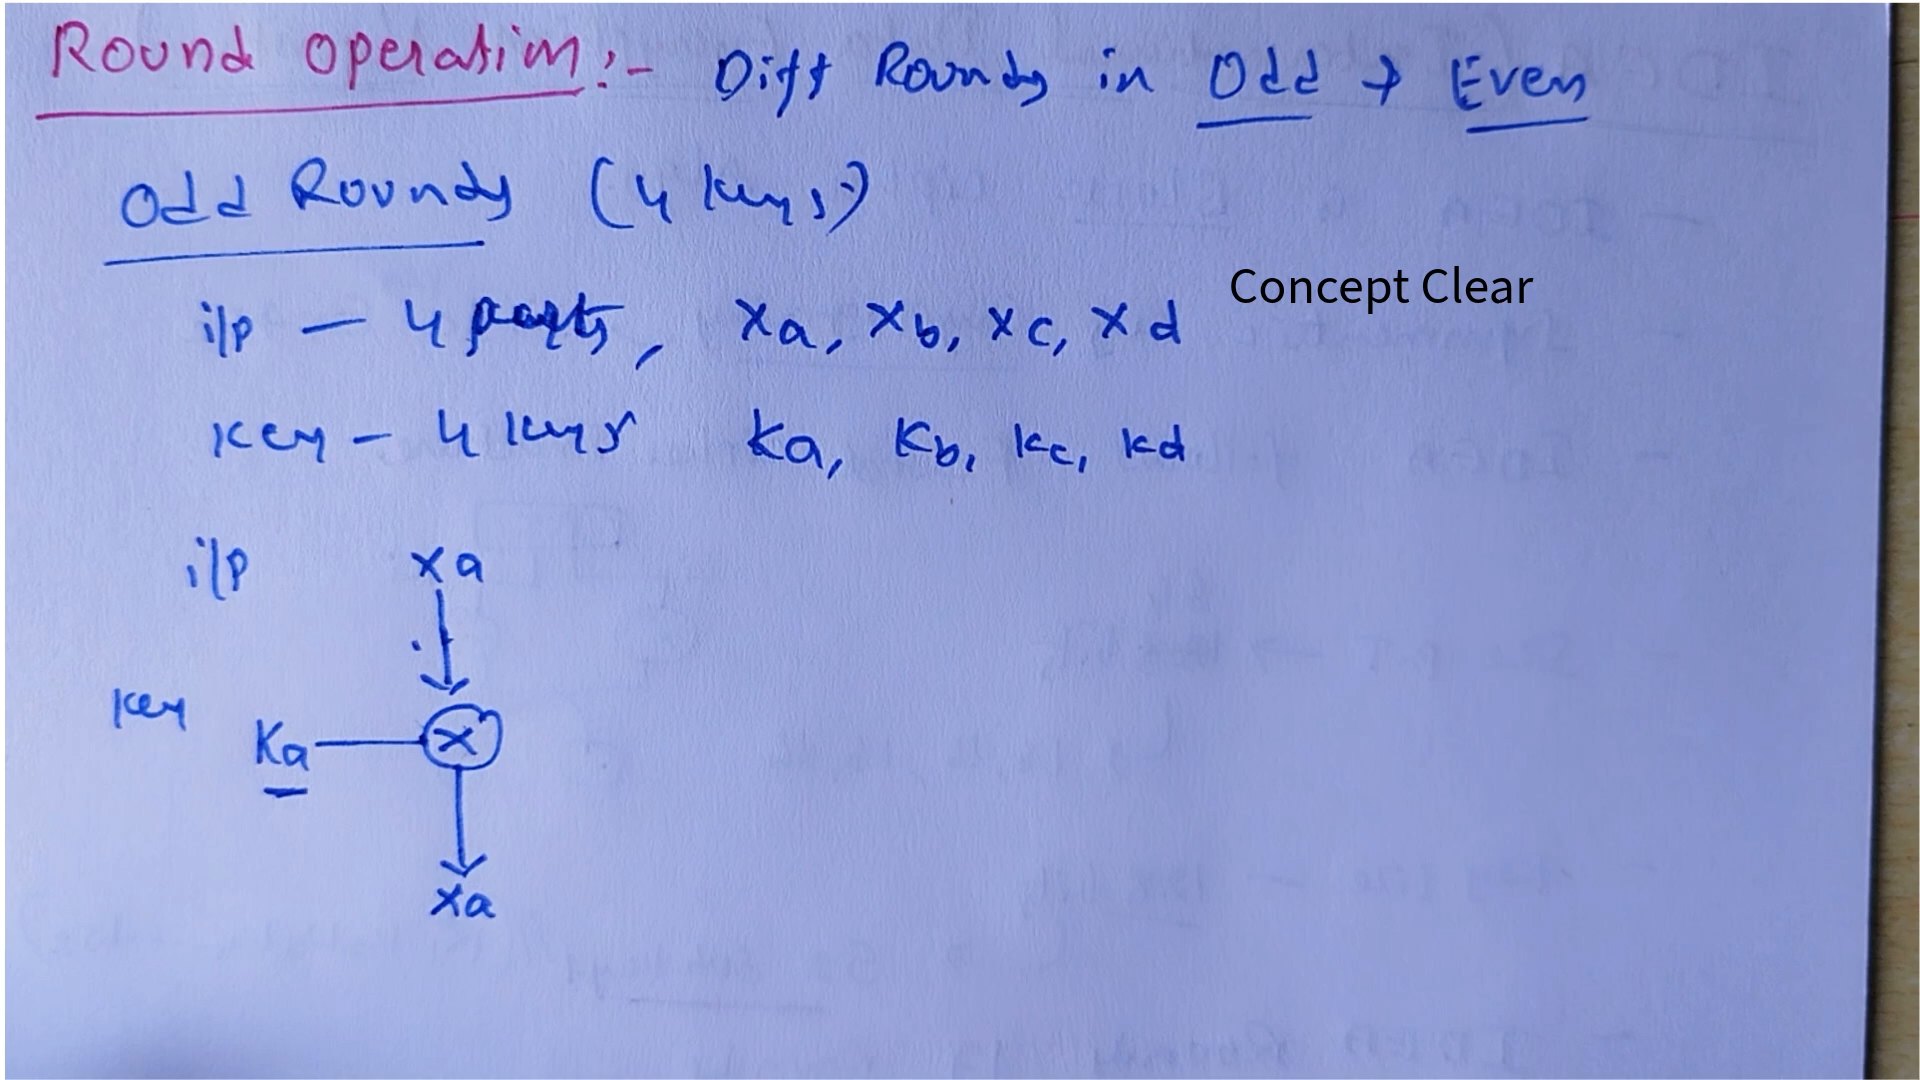 Round Operation :- Diff Rounds in Odd & Even
Odd Rounds (4 keys)
Concept Clear
i/p - 4 parts, Xa, Xb, Xc, Xd
Key - 4 keys Ka, Kb, Kc, Kd
i/p Xa
Key
Ka X
Xa